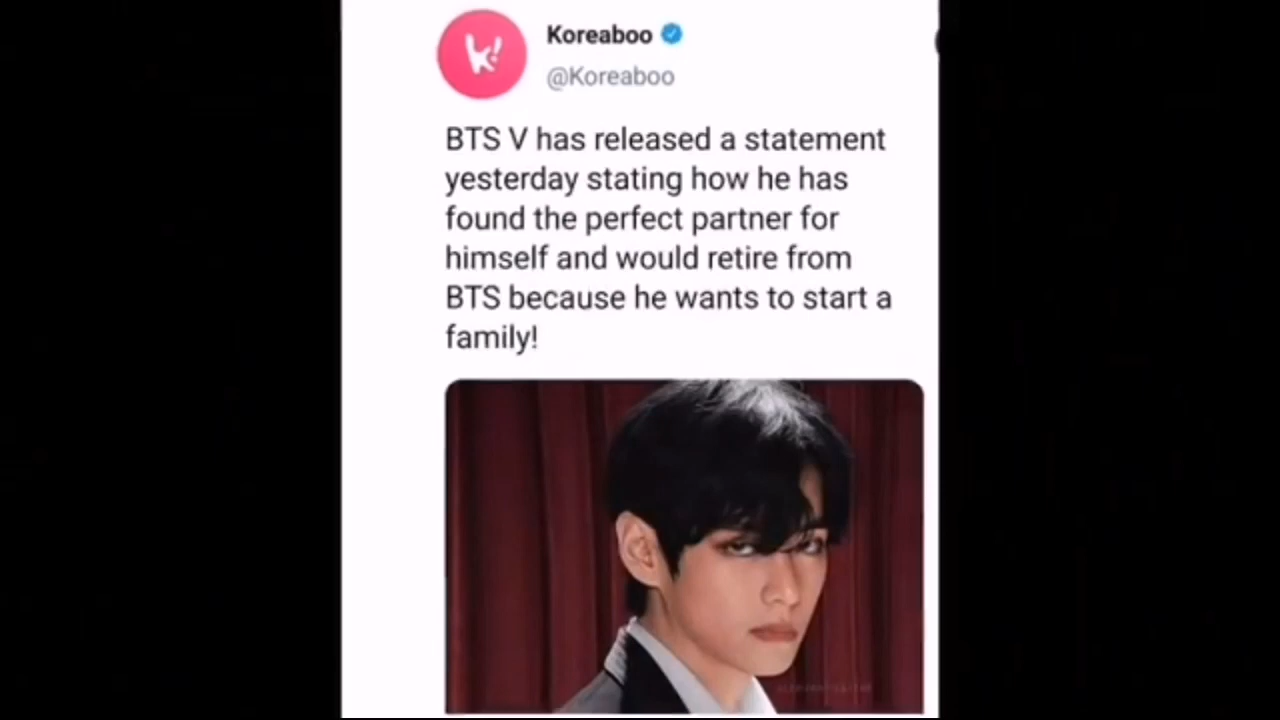 k!
Koreaboo
@Koreaboo
BTS V has released a statement
yesterday stating how he has
found the perfect partner for
himself and would retire from
BTS because he wants to start a
family!